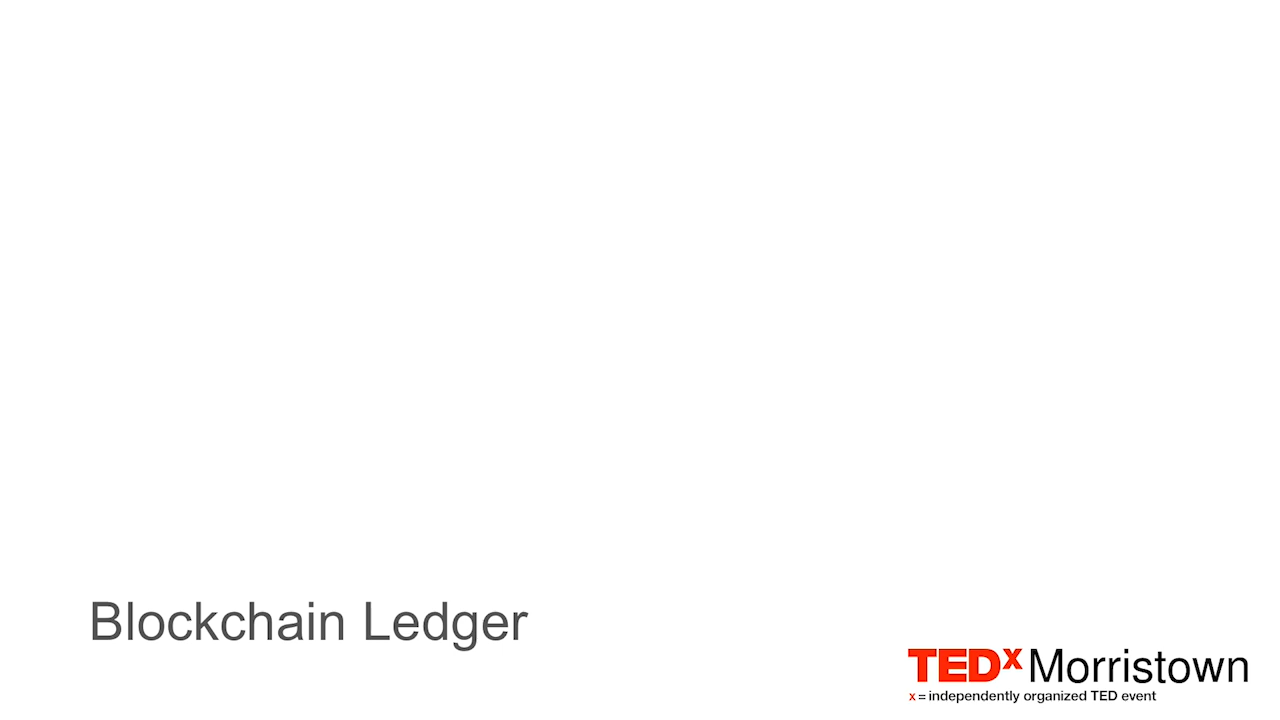 Blockchain Ledger
TEDx Morristown
x = independently organized TED event